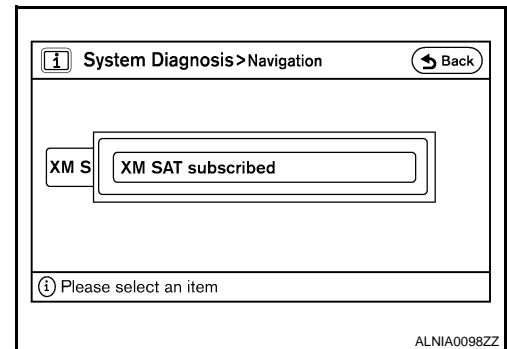 i System Diagnosis>Navigation Back
XM S XM SAT subscribed
i Please select an item
ALNIA0098ZZ